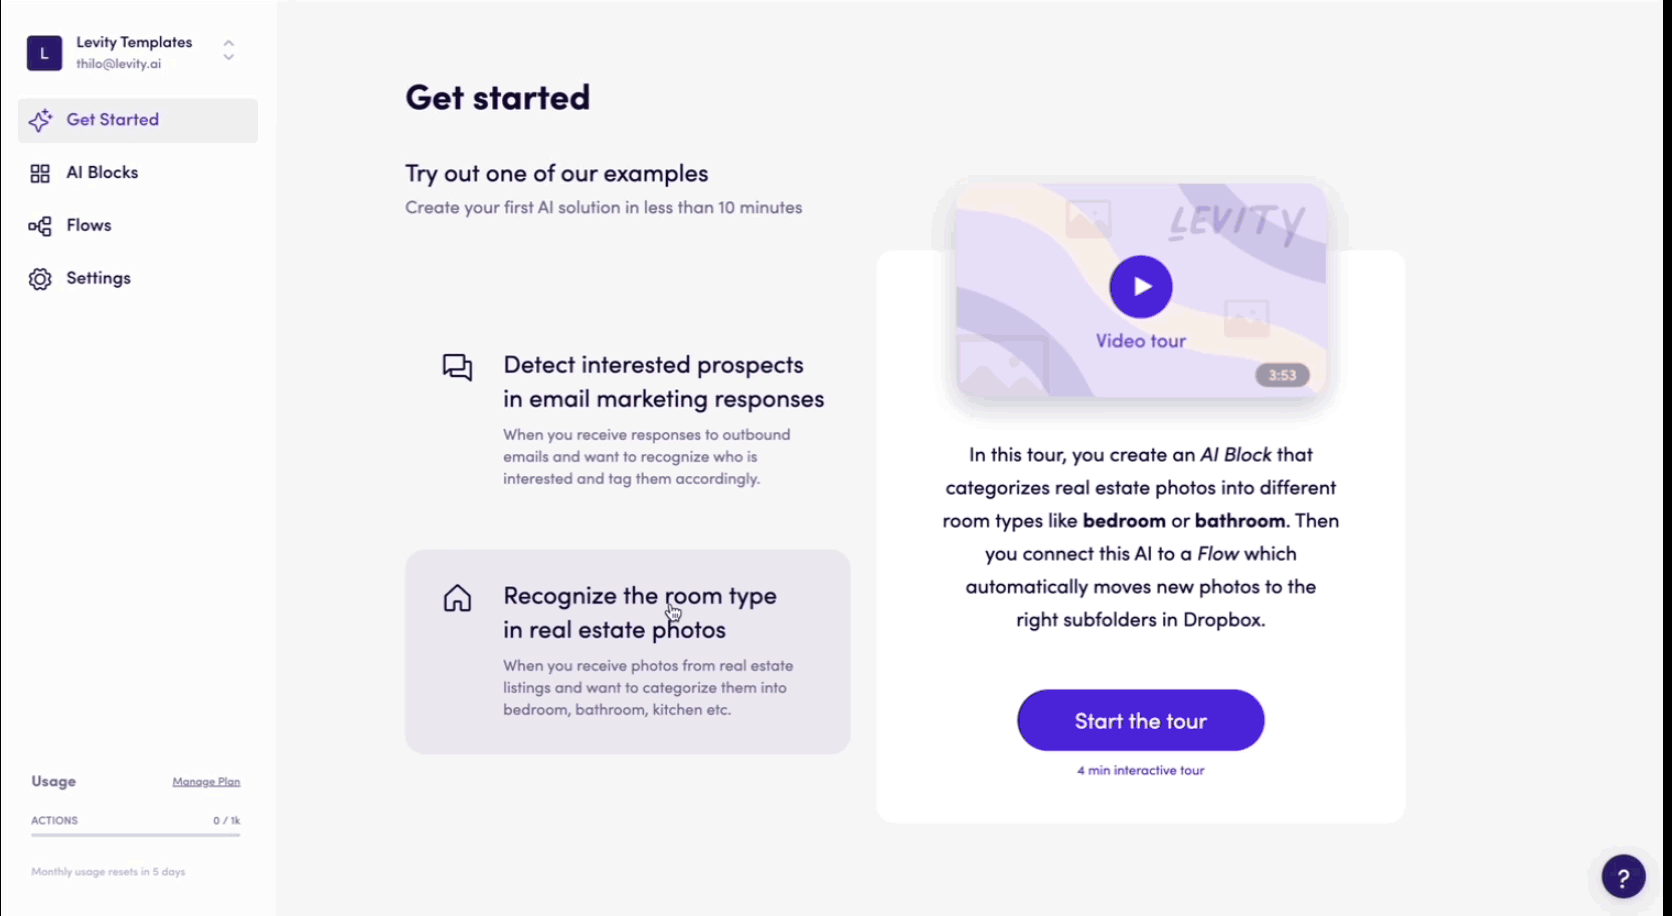 L
Levity Templates
thilo@levity.ai
Get Started
AI Blocks
Flows
Settings
Usage
Manage Plan
ACTIONS
0 / 1k
Monthly usage resets in 5 days
Get started
Try out one of our examples
Create your first AI solution in less than 10 minutes
Detect interested prospects
in email marketing responses
When you receive responses to outbound
emails and want to recognize who is
interested and tag them accordingly.
Recognize the room type
in real estate photos
When you receive photos from real estate
listings and want to categorize them into
bedroom, bathroom, kitchen etc.
LEVITY
Video tour
3:53
In this tour, you create an AI Block that
categorizes real estate photos into different
room types like bedroom or bathroom. Then
you connect this AI to a Flow which
automatically moves new photos to the
right subfolders in Dropbox.
Start the tour
4 min interactive tour
?